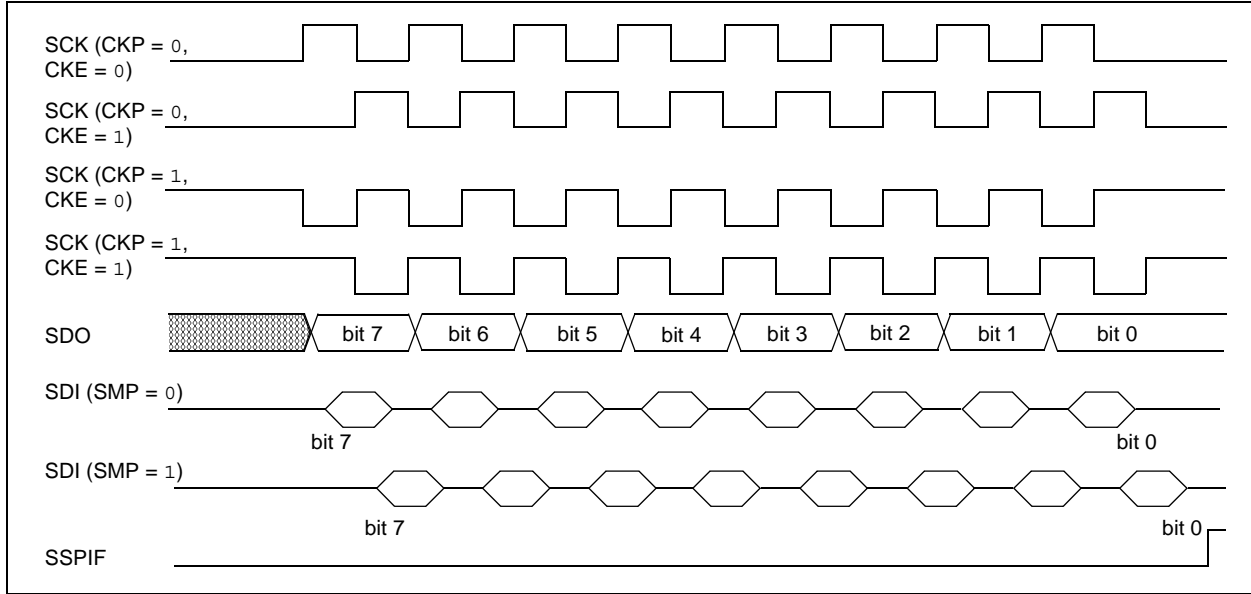 SCK (CKP = 0,
CKE = 0)
SCK (CKP = 0,
CKE = 1)
SCK (CKP = 1,
CKE = 0)
SCK (CKP = 1,
CKE = 1)
SDO bit 7 bit 6 bit 5 bit 4 bit 3 bit 2 bit 1 bit 0
SDI (SMP = 0)
bit 7 bit 0
SDI (SMP = 1)
bit 7 bit 0
SSPIF